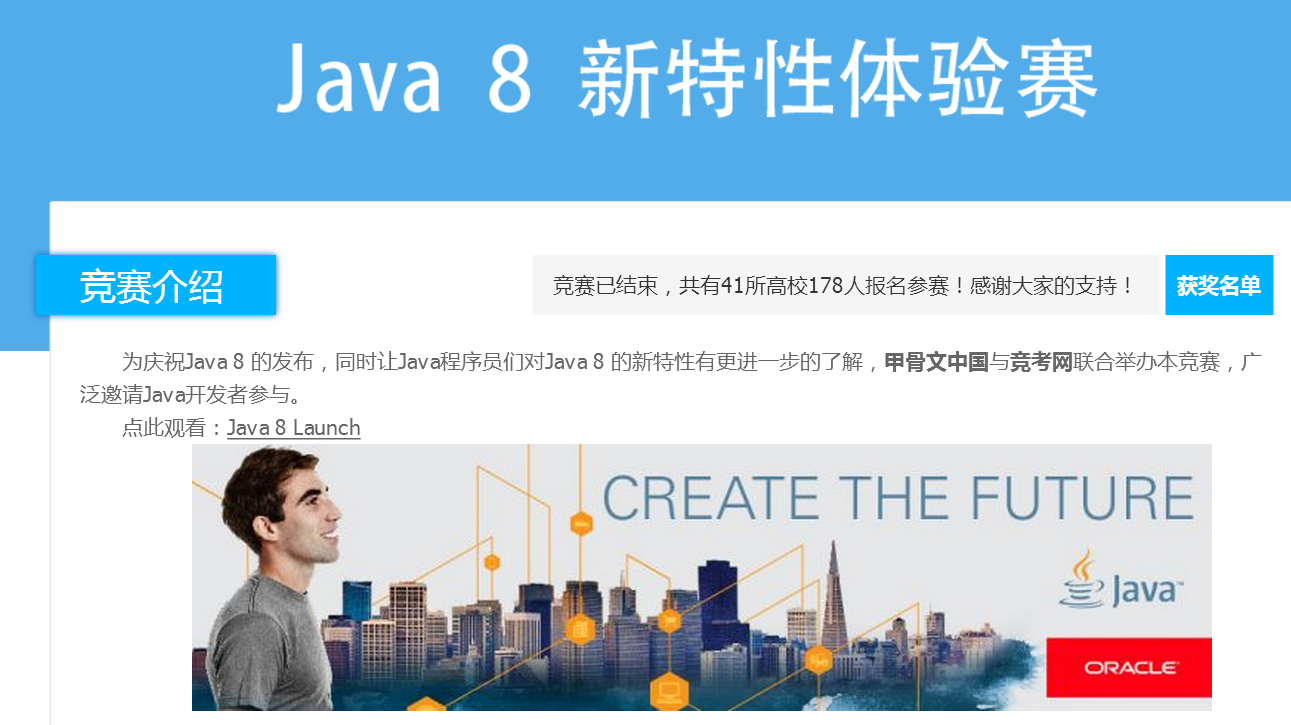 Java 8 新特性体验赛
竞赛介绍
竞赛已结束，共有41所高校178人报名参赛！感谢大家的支持！
获奖名单
为庆祝Java 8 的发布，同时让Java程序员们对Java 8 的新特性有更进一步的了解，甲骨文中国与竞考网联合举办本竞赛，广
泛邀请Java开发者参与。
点此观看：Java 8 Launch
CREATE THE FUTURE
Java™
ORACLE®